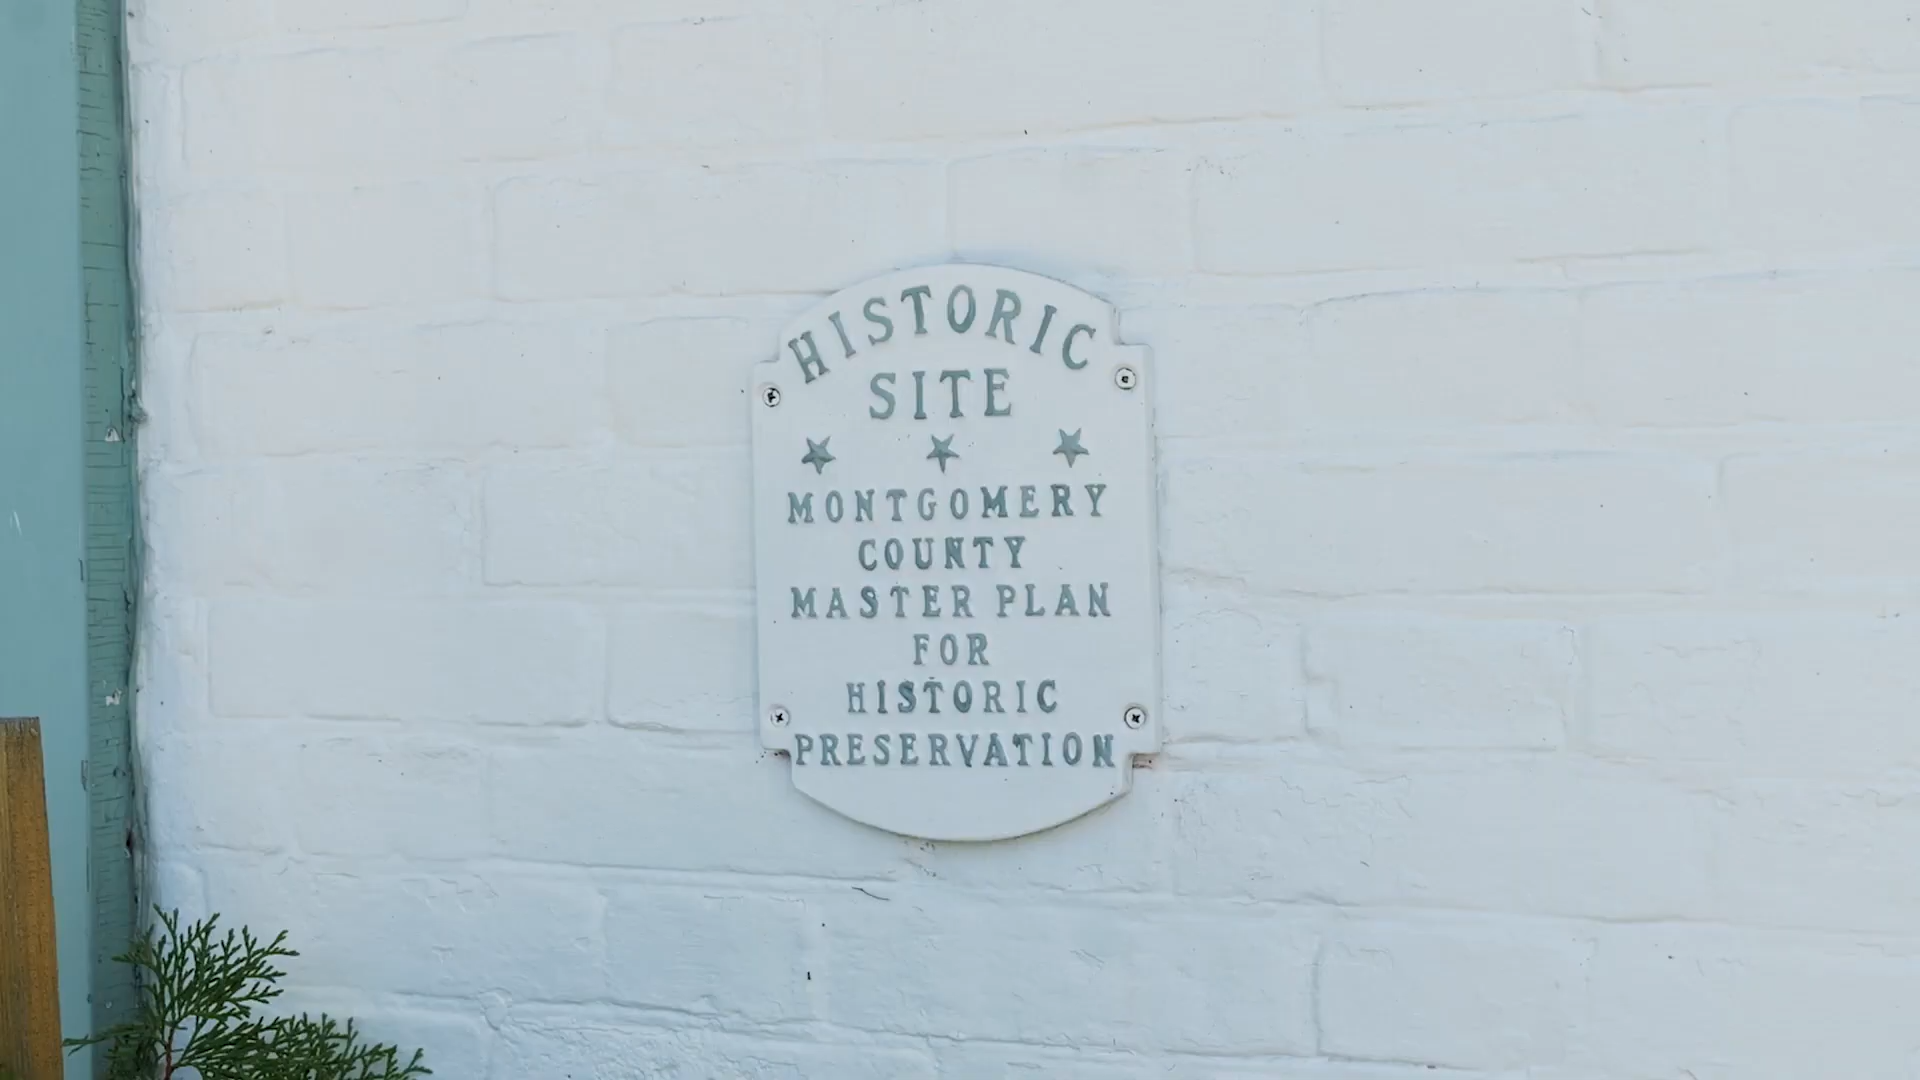 HISTORIC
SITE
MONTGOMERY
COUNTY
MASTER PLAN
FOR
HISTORIC
PRESERVATION